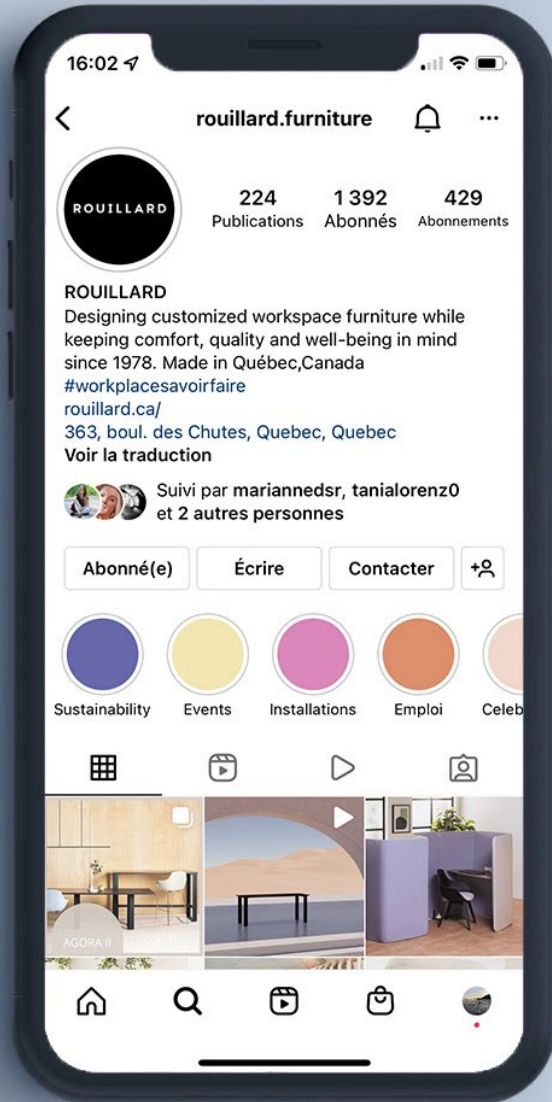 16:02
rouillard.furniture
ROUILLARD
224
1 392
429
Publications
Abonnés
Abonnements
ROUILLARD
Designing customized workspace furniture while
keeping comfort, quality and well-being in mind
since 1978. Made in Québec,Canada
#workplacesavoirfaire
rouillard.ca/
363, boul. des Chutes, Quebec, Quebec
Voir la traduction
Suivi par mariannedsr, tanialorenz0
et 2 autres personnes
Abonné(e)
Écrire
Contacter
Sustainability
Events
Installations
Emploi
Celeb
AGORA II